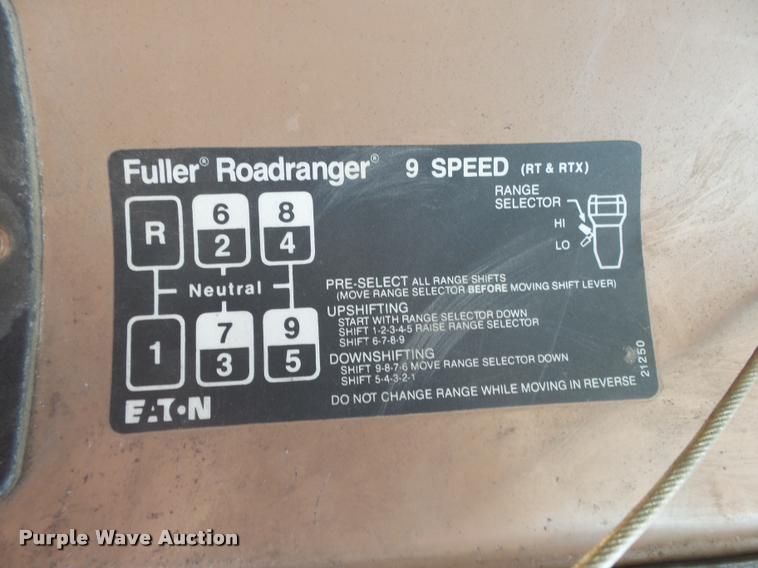 Fuller® Roadranger® 9 SPEED (RT & RTX)
RANGE
SELECTOR
HI
LO
R
6
2
8
4
Neutral
1
7
3
9
5
PRE-SELECT ALL RANGE SHIFTS
(MOVE RANGE SELECTOR BEFORE MOVING SHIFT LEVER)
UPSHIFTING
START WITH RANGE SELECTOR DOWN
SHIFT 1-2-3-4-5 RAISE RANGE SELECTOR
SHIFT 6-7-8-9
DOWNSHIFTING
SHIFT 9-8-7-6 MOVE RANGE SELECTOR DOWN
SHIFT 5-4-3-2-1
DO NOT CHANGE RANGE WHILE MOVING IN REVERSE
21250
EAT•N
Purple Wave Auction